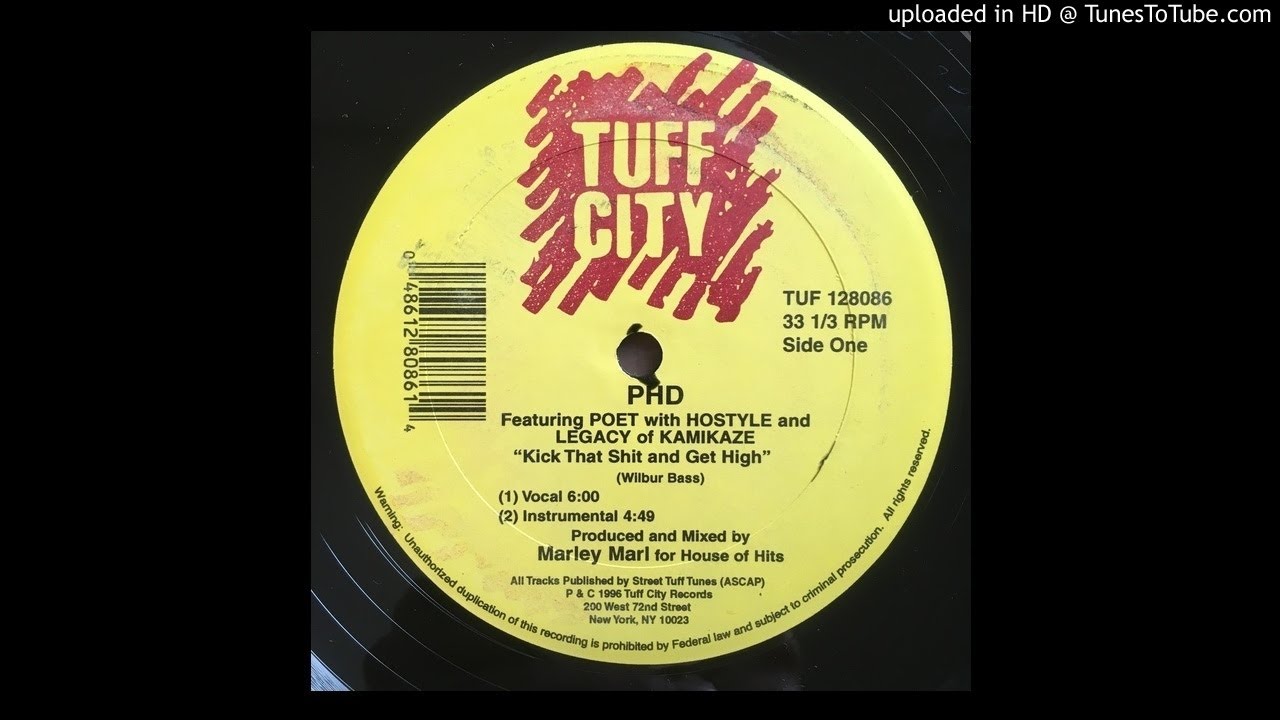 uploaded in HD @ TunesToTube.com
TUFF
CITY
0 48612 80861 4
TUF 128086
33 1/3 RPM
Side One
PHD
Featuring POET with HOSTYLE and
LEGACY of KAMIKAZE
“Kick That Shit and Get High”
(Wilbur Bass)
(1) Vocal 6:00
(2) Instrumental 4:49
Produced and Mixed by
Marley Marl for House of Hits
All Tracks Published by Street Tuff Tunes (ASCAP)
P & C 1996 Tuff City Records
200 West 72nd Street
New York, NY 10023
Warning: Unauthorized duplication of this recording is prohibited by Federal law and subject to criminal prosecution. All rights reserved.